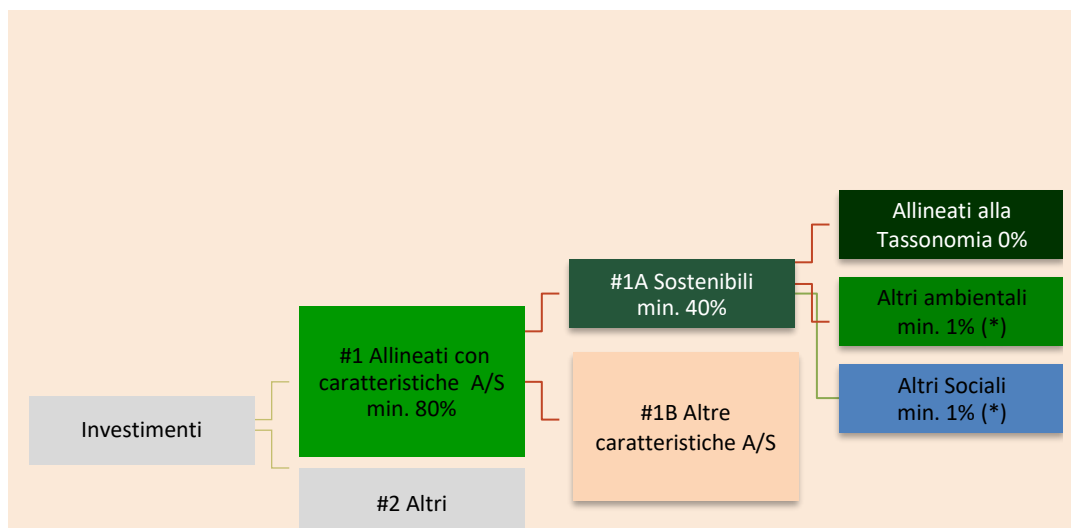 Investimenti
#1 Allineati con
caratteristiche A/S
min. 80%
#2 Altri
#1A Sostenibili
min. 40%
#1B Altre
caratteristiche A/S
Allineati alla
Tassonomia 0%
Altri ambientali
min. 1% (*)
Altri Sociali
min. 1% (*)